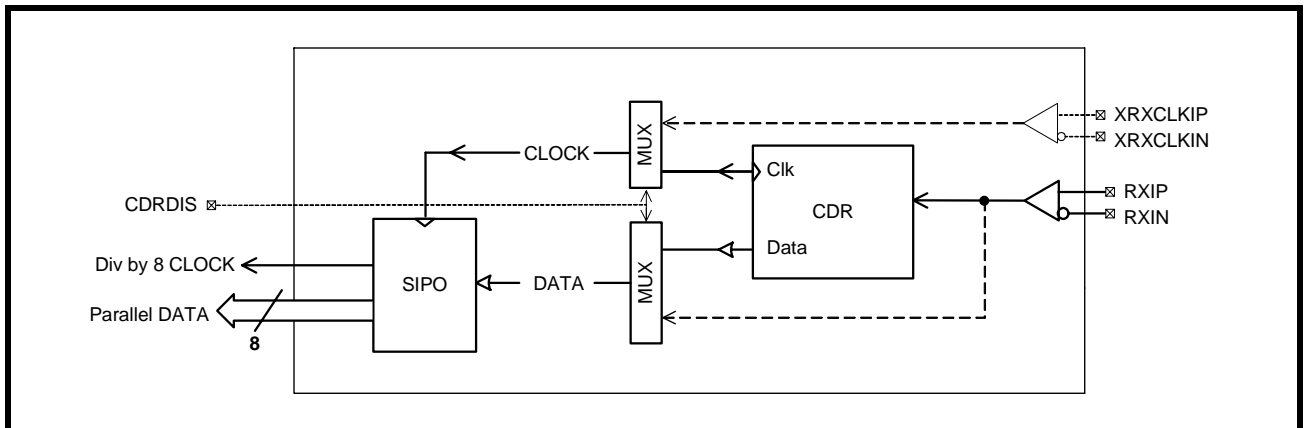 XRXCLKIP
XRXCLKIN
MUX
CLOCK
Clk
RXIP
RXIN
CDRDIS
CDR
Data
Div by 8 CLOCK
SIPO
DATA
MUX
Parallel DATA
8